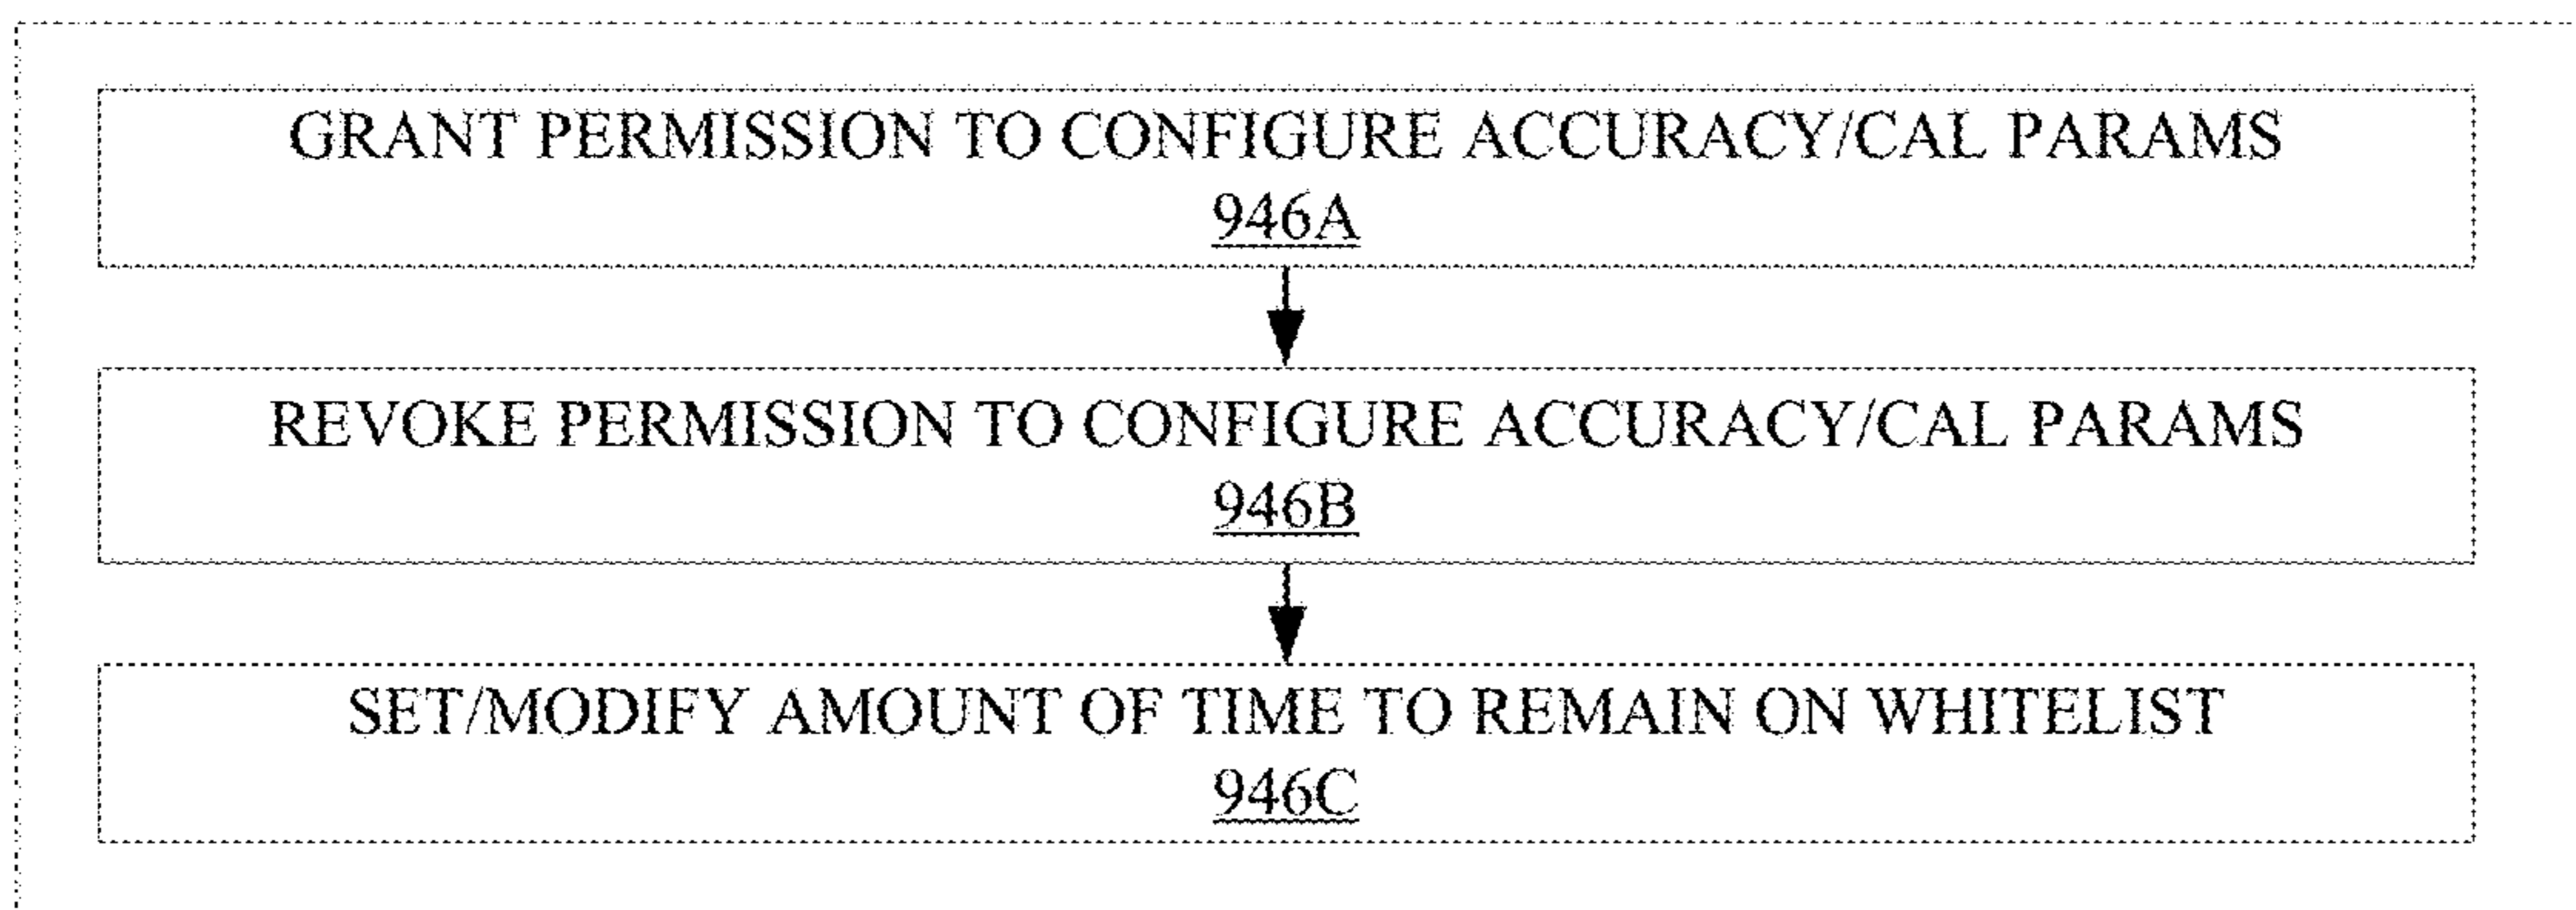 GRANT PERMISSION TO CONFIGURE ACCURACY/CAL PARAMS
946A
REVOKE PERMISSION TO CONFIGURE ACCURACY/CAL PARAMS
946B
SET/MODIFY AMOUNT OF TIME TO REMAIN ON WHITELIST
946C